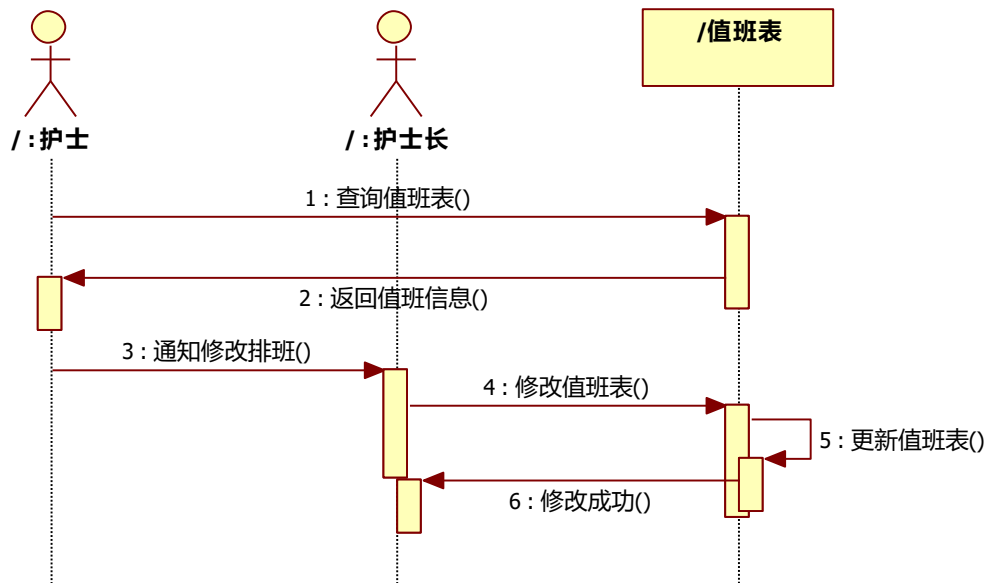 / : 护士
/ : 护士长
/值班表
1 : 查询值班表()
2 : 返回值班信息()
3 : 通知修改排班()
4 : 修改值班表()
5 : 更新值班表()
6 : 修改成功()